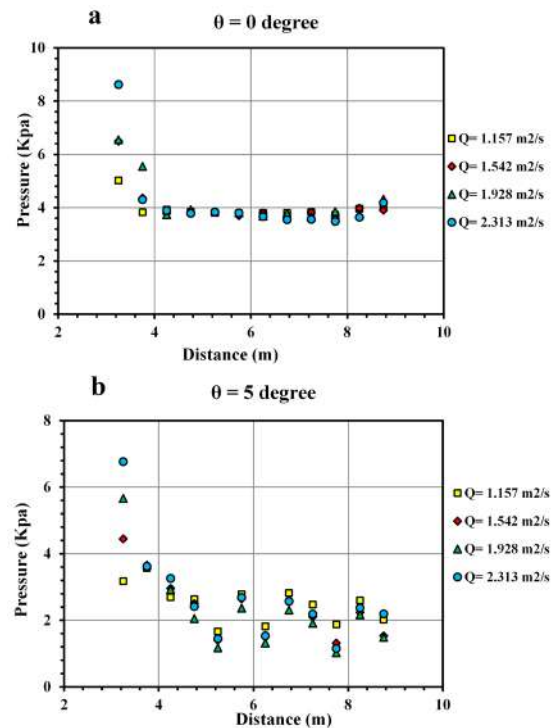 a
θ = 0 degree
10
8
6
4
2
0
Pressure (Kpa)
2 4 6 8 10
Distance (m)
Q= 1.157 m2/s
Q= 1.542 m2/s
Q= 1.928 m2/s
Q= 2.313 m2/s
b
θ = 5 degree
8
6
4
2
0
Pressure (Kpa)
2 4 6 8 10
Distance (m)
Q= 1.157 m2/s
Q= 1.542 m2/s
Q= 1.928 m2/s
Q= 2.313 m2/s